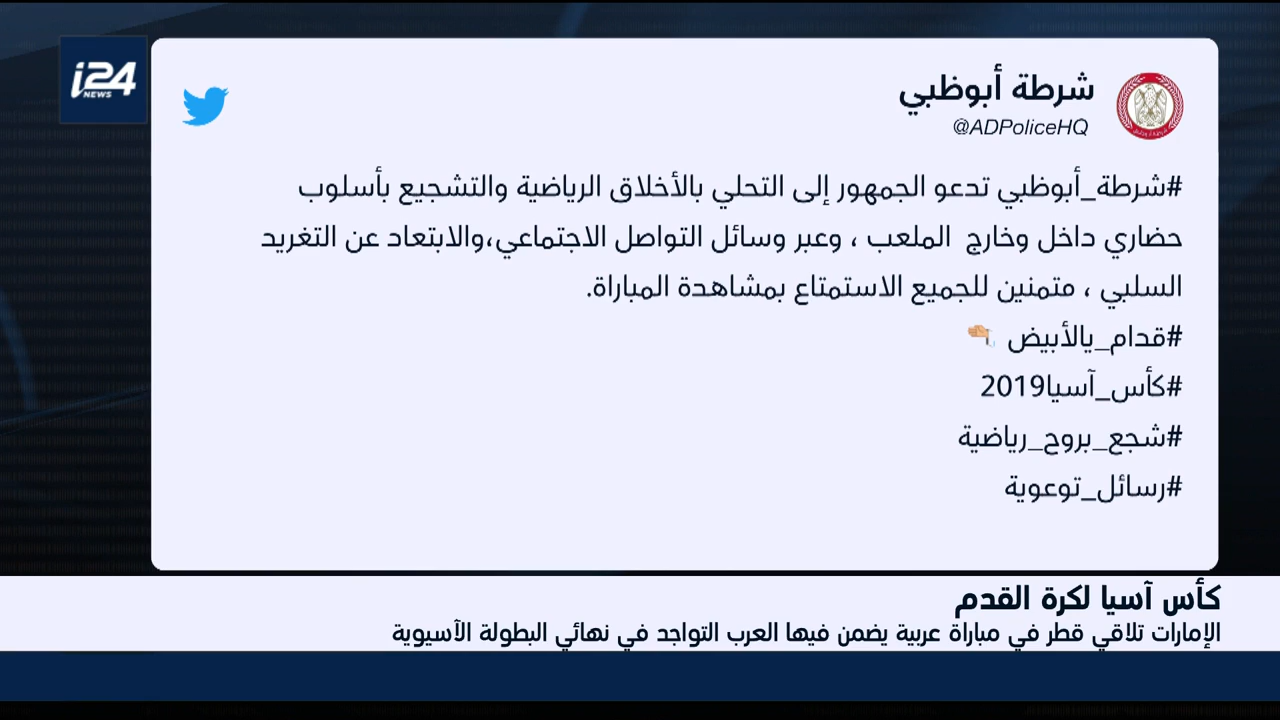 i24
NEWS
شرطة أبوظبي
@ADPoliceHQ
#شرطة_أبوظبي تدعو الجمهور إلى التحلي بالأخلاق الرياضية والتشجيع بأسلوب
حضاري داخل وخارج الملعب ، وعبر وسائل التواصل الاجتماعي،والابتعاد عن التغريد
السلبي ، متمنين للجميع الاستمتاع بمشاهدة المباراة.
#قدام_يالأبيض
#كأس_آسيا2019
#شجع_بروح_رياضية
#رسائل_توعوية
كأس آسيا لكرة القدم
الإمارات تلاقي قطر في مباراة عربية يضمن فيها العرب التواجد في نهائي البطولة الآسيوية